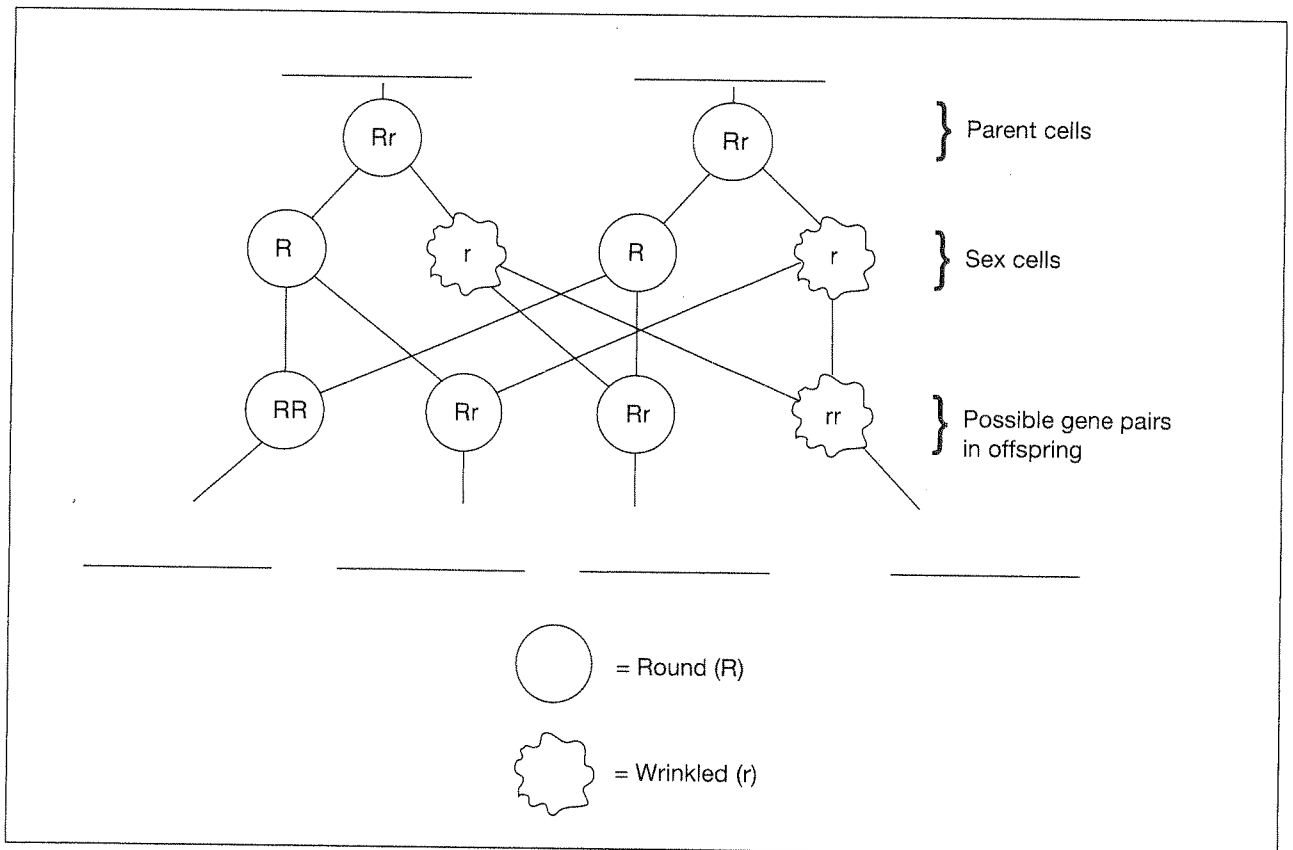 Rr
Rr
} Parent cells
R
r
R
r
} Sex cells
RR
Rr
Rr
rr
} Possible gene pairs
in offspring
= Round (R)
= Wrinkled (r)